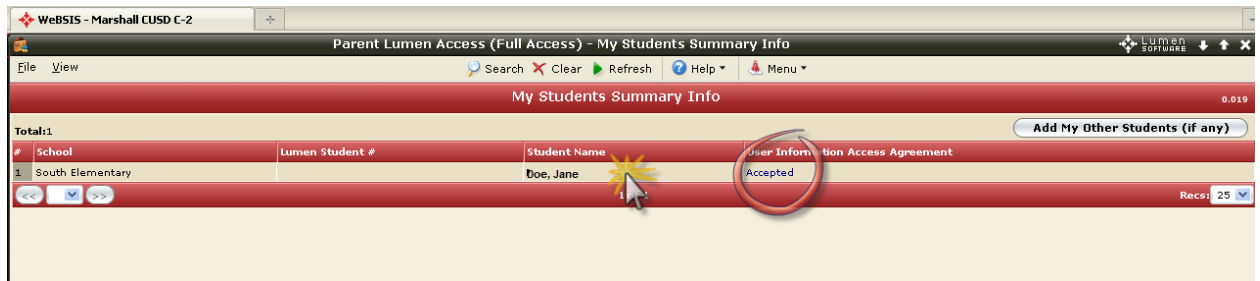 WeBSIS - Marshall CUSD C-2
Parent Lumen Access (Full Access) - My Students Summary Info
Lumen SOFTWARE
File View Search Clear Refresh Help Menu
My Students Summary Info 0.019
Total:1 Add My Other Students (if any)
# School Lumen Student # Student Name User Information Access Agreement
1 South Elementary Doe, Jane Accepted
<< >> Recs: 25